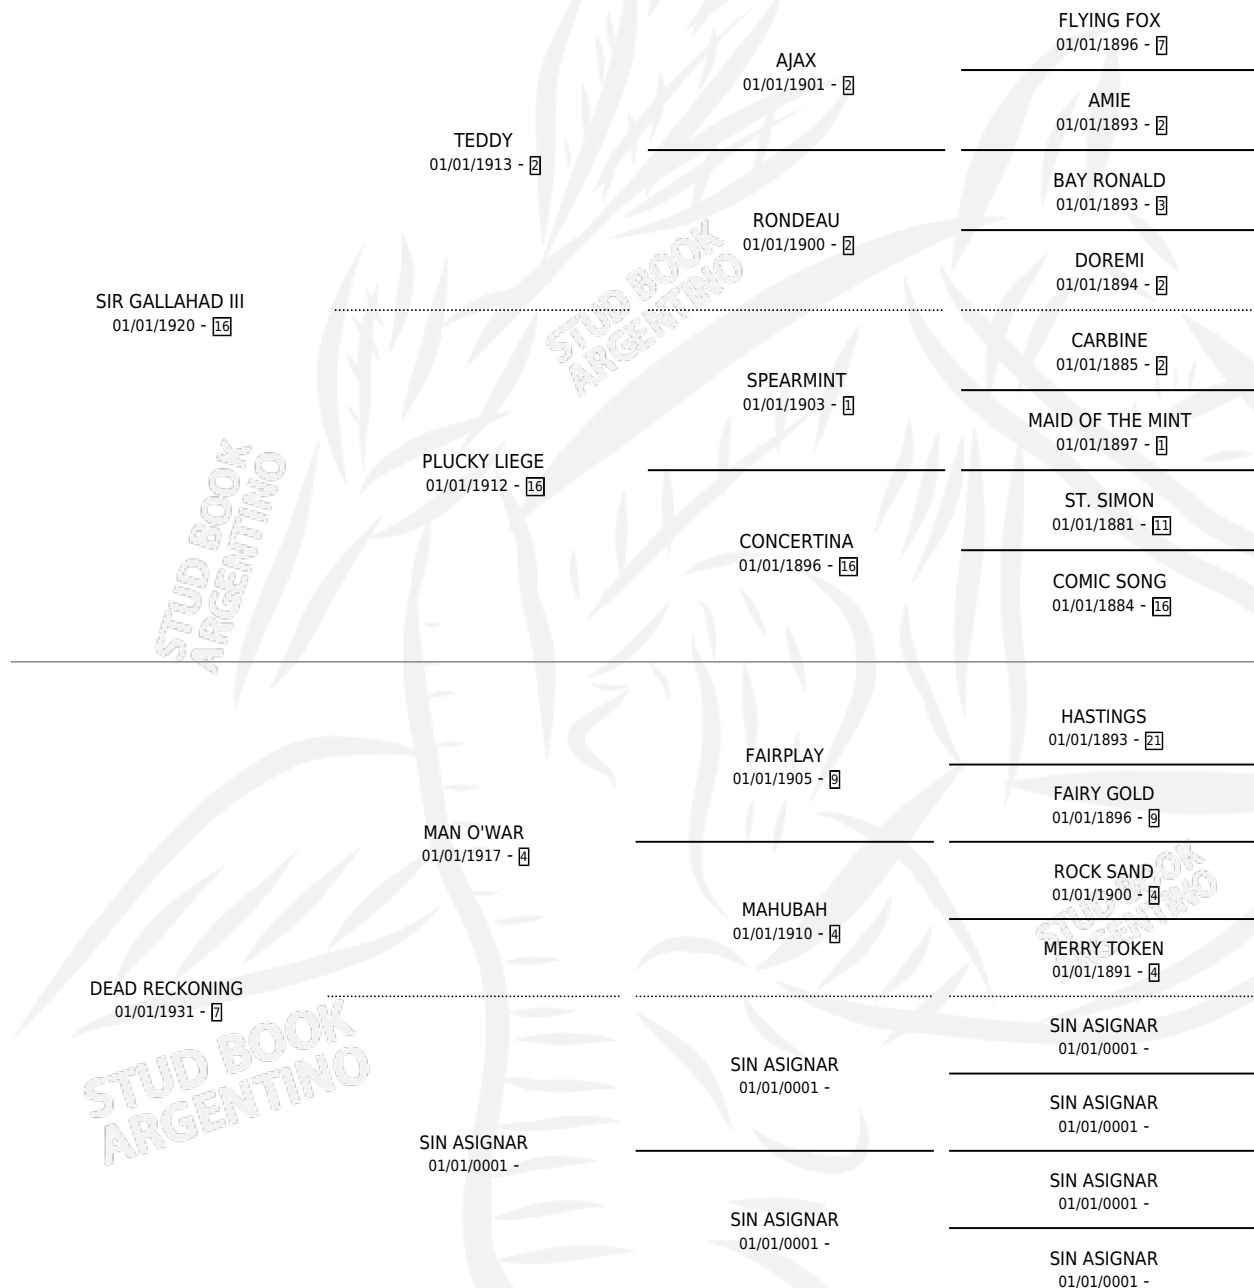 FLYING FOX
01/01/1896 - 7
AJAX
01/01/1901 - 2
AMIE
01/01/1893 - 2
TEDDY
01/01/1913 - 2
BAY RONALD
01/01/1893 - 3
RONDEAU
01/01/1900 - 2
DOREMI
01/01/1894 - 2
SIR GALLAHAD III
01/01/1920 - 16
CARBINE
01/01/1885 - 2
SPEARMINT
01/01/1903 - 1
MAID OF THE MINT
01/01/1897 - 1
PLUCKY LIEGE
01/01/1912 - 16
ST. SIMON
01/01/1881 - 11
CONCERTINA
01/01/1896 - 16
COMIC SONG
01/01/1884 - 16
HASTINGS
01/01/1893 - 21
FAIRPLAY
01/01/1905 - 9
FAIRY GOLD
01/01/1896 - 9
MAN O'WAR
01/01/1917 - 4
ROCK SAND
01/01/1900 - 4
MAHUBAH
01/01/1910 - 4
MERRY TOKEN
01/01/1891 - 4
DEAD RECKONING
01/01/1931 - 7
SIN ASIGNAR
01/01/0001 -
SIN ASIGNAR
01/01/0001 -
SIN ASIGNAR
01/01/0001 -
SIN ASIGNAR
01/01/0001 -
SIN ASIGNAR
01/01/0001 -
SIN ASIGNAR
01/01/0001 -
SIN ASIGNAR
01/01/0001 -
STUD BOOK
ARGENTINO
STUD BOOK
ARGENTINO
STUD BOOK
ARGENTINO
STUD BOOK
ARGENTINO